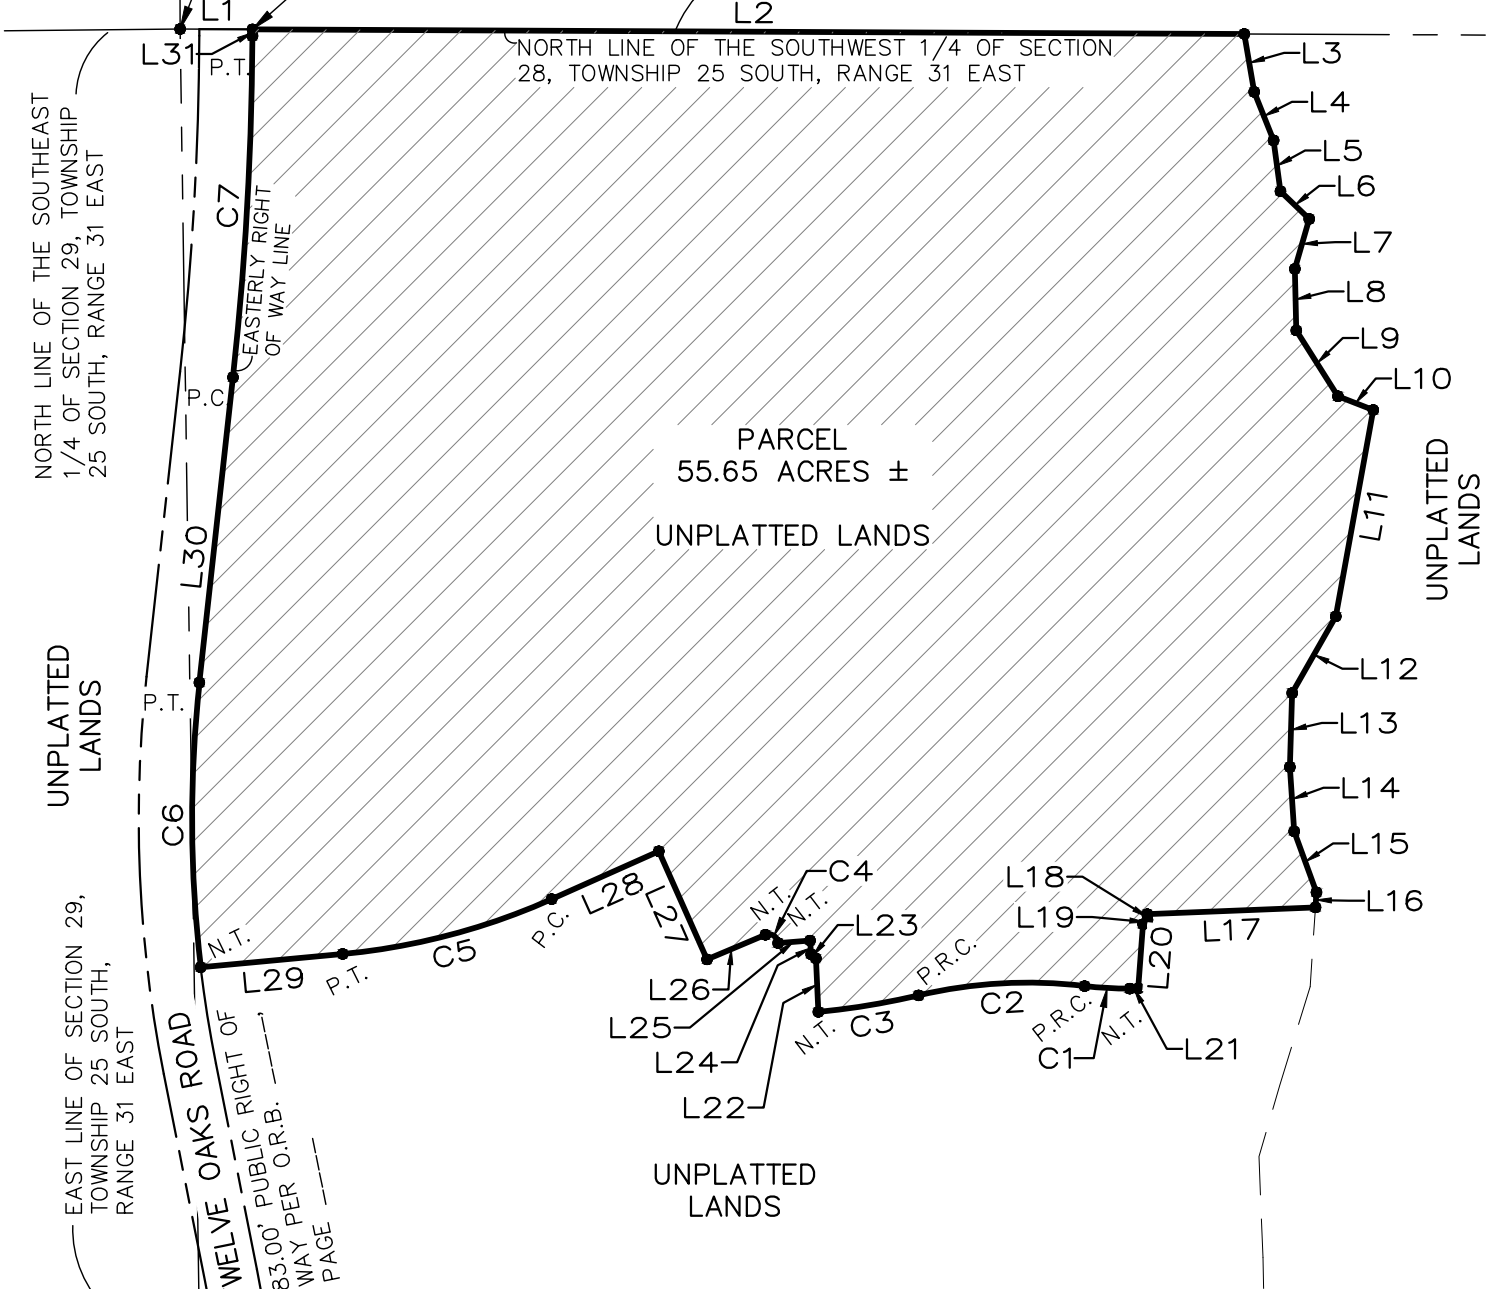 L1
L2
L31
P.T.
NORTH LINE OF THE SOUTHWEST 1/4 OF SECTION
28, TOWNSHIP 25 SOUTH, RANGE 31 EAST
L3
L4
L5
L6
L7
L8
L9
L10
L11
L12
L13
L14
L15
L16
L17
L18
L19
L20
L21
NORTH LINE OF THE SOUTHEAST
1/4 OF SECTION 29, TOWNSHIP
25 SOUTH, RANGE 31 EAST
C7
EASTERLY RIGHT
OF WAY LINE
P.C
L30
PARCEL
55.65 ACRES ±
UNPLATTED LANDS
UNPLATTED
LANDS
UNPLATTED
LANDS
P.T.
C6
N.T.
L29
P.T.
C5
P.C.
L28
L27
L26
N.T.
N.T.
C4
L23
L25
L24
L22
N.T.
C3
P.R.C.
C2
P.R.C.
C1
N.T.
EAST LINE OF SECTION 29,
TOWNSHIP 25 SOUTH,
RANGE 31 EAST
WELVE OAKS ROAD
83.00' PUBLIC RIGHT OF
WAY PER O.R.B. ----,
PAGE ----
UNPLATTED
LANDS